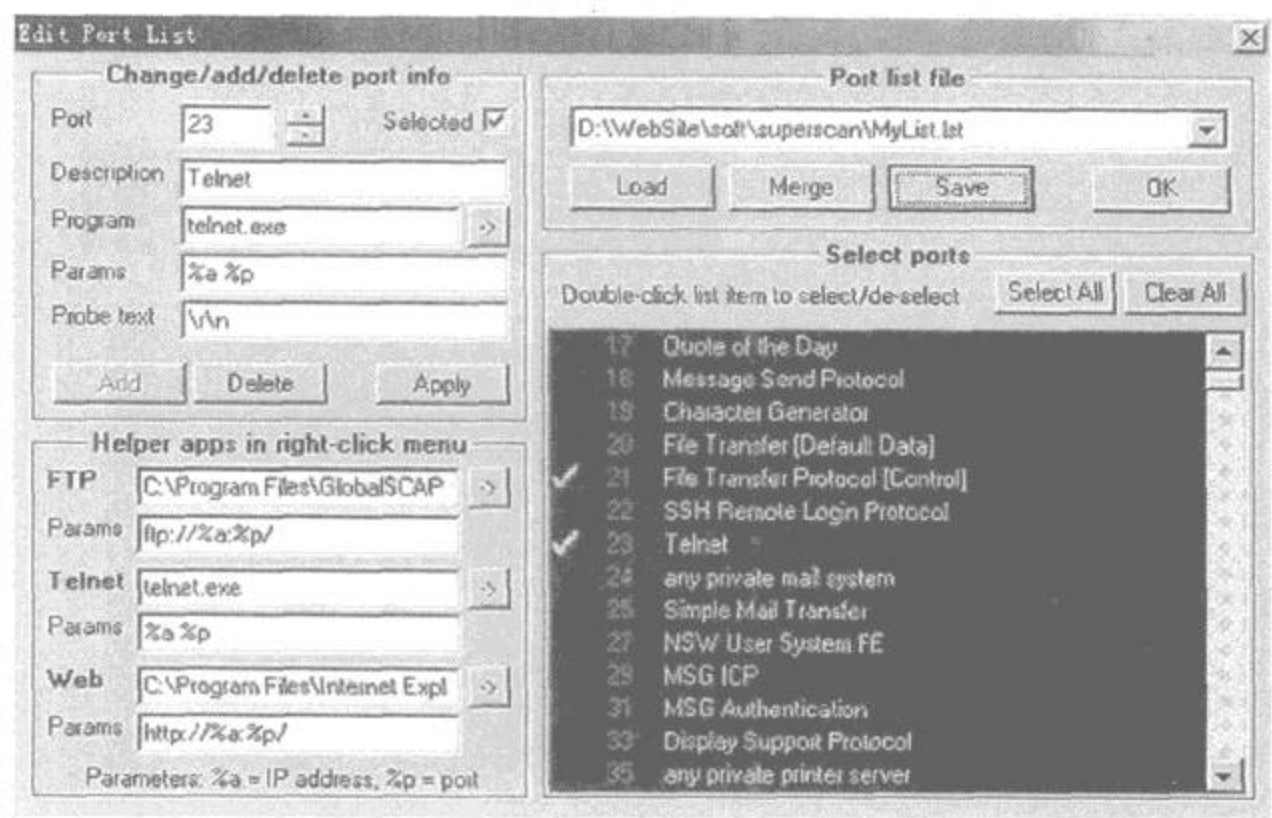 Edit Port List
Change/add/delete port info
Port 23 Selected
Description Telnet
Program telnet.exe ->
Params %a %p
Probe text \r\n
Add Delete Apply
Helper apps in right-click menu
FTP C:\Program Files\GlobalSCAP ->
Params ftp://%a:%p/
Telnet telnet.exe ->
Params %a %p
Web C:\Program Files\Internet Expl ->
Params http://%a:%p/
Parameters: %a = IP address, %p = port
Port list file
D:\WebSite\soft\superscan\MyList.lst
Load Merge Save OK
Select ports
Double-click list item to select/de-select Select All Clear All
17 Quote of the Day
18 Message Send Protocol
19 Character Generator
20 File Transfer [Default Data]
21 File Transfer Protocol [Control]
22 SSH Remote Login Protocol
23 Telnet
24 any private mail system
25 Simple Mail Transfer
27 NSW User System FE
29 MSG ICP
31 MSG Authentication
33 Display Support Protocol
35 any private printer server